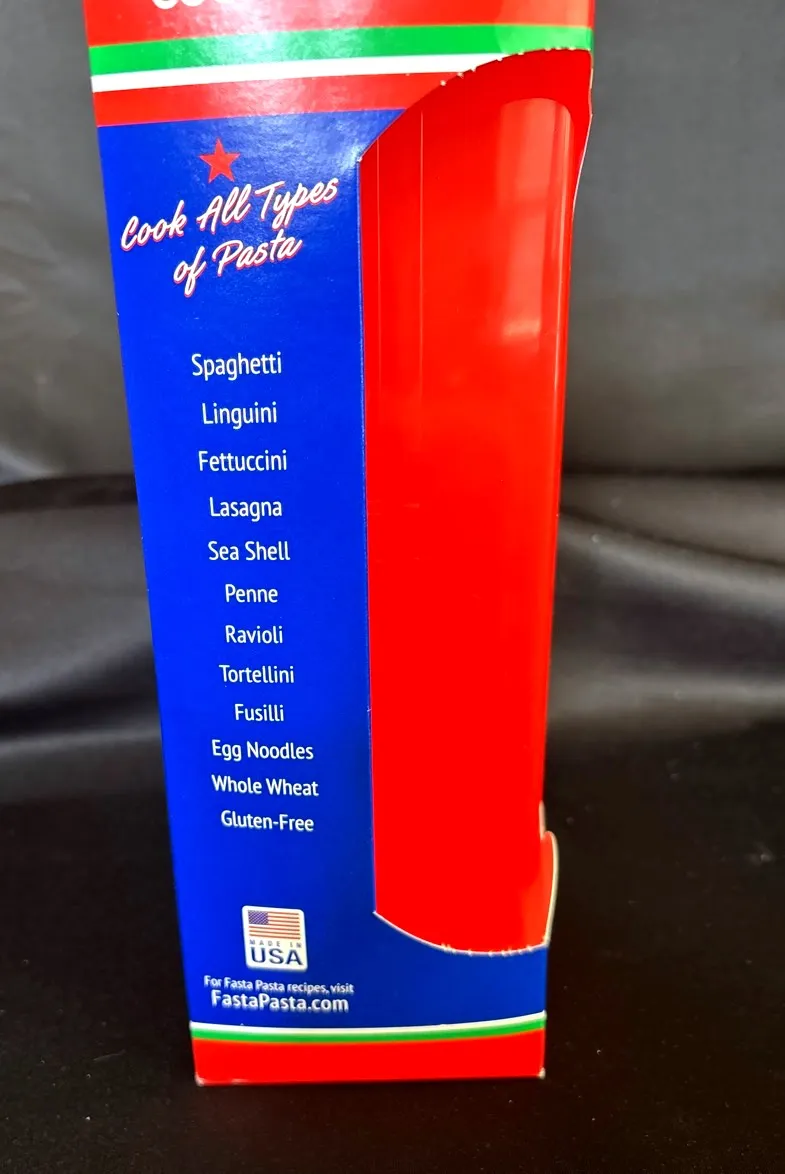 Cook All Types
of Pasta
Spaghetti
Linguini
Fettuccini
Lasagna
Sea Shell
Penne
Ravioli
Tortellini
Fusilli
Egg Noodles
Whole Wheat
Gluten-Free
MADE IN
USA
For Fasta Pasta recipes, visit
FastaPasta.com